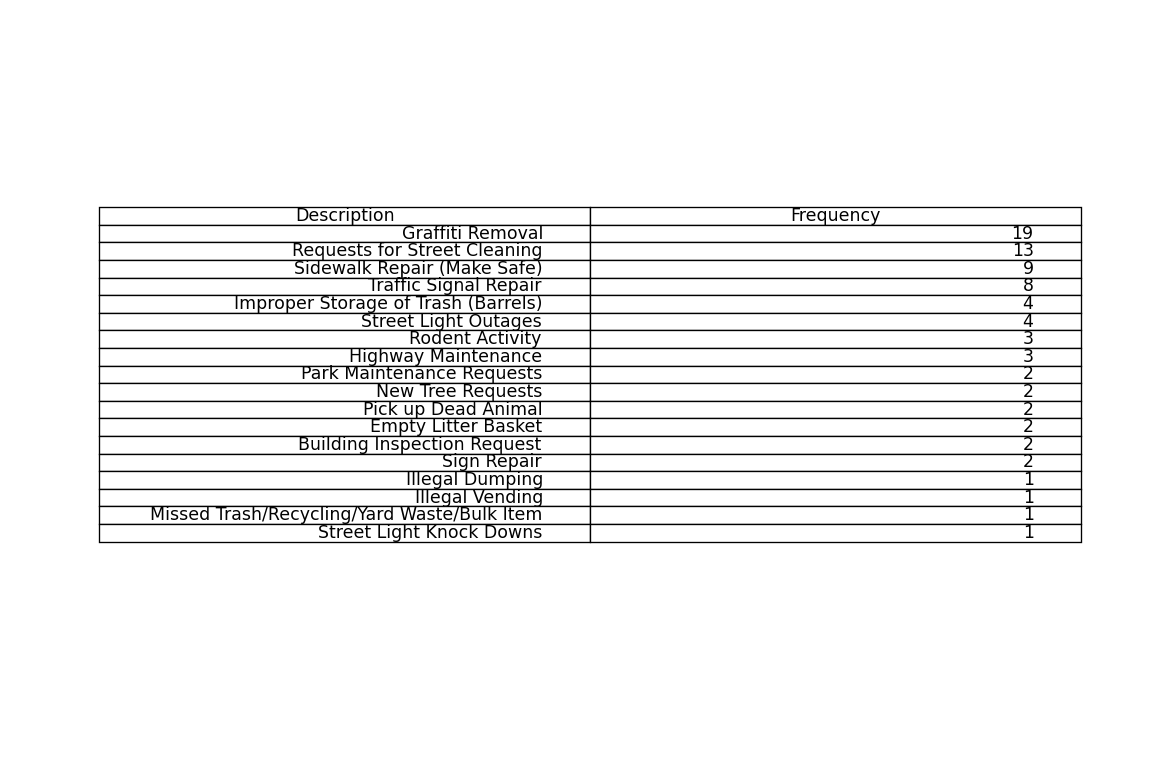 Description Frequency
Graffiti Removal 19
Requests for Street Cleaning 13
Sidewalk Repair (Make Safe) 9
Traffic Signal Repair 8
Improper Storage of Trash (Barrels) 4
Street Light Outages 4
Rodent Activity 3
Highway Maintenance 3
Park Maintenance Requests 2
New Tree Requests 2
Pick up Dead Animal 2
Empty Litter Basket 2
Building Inspection Request 2
Sign Repair 2
Illegal Dumping 1
Illegal Vending 1
Missed Trash/Recycling/Yard Waste/Bulk Item 1
Street Light Knock Downs 1